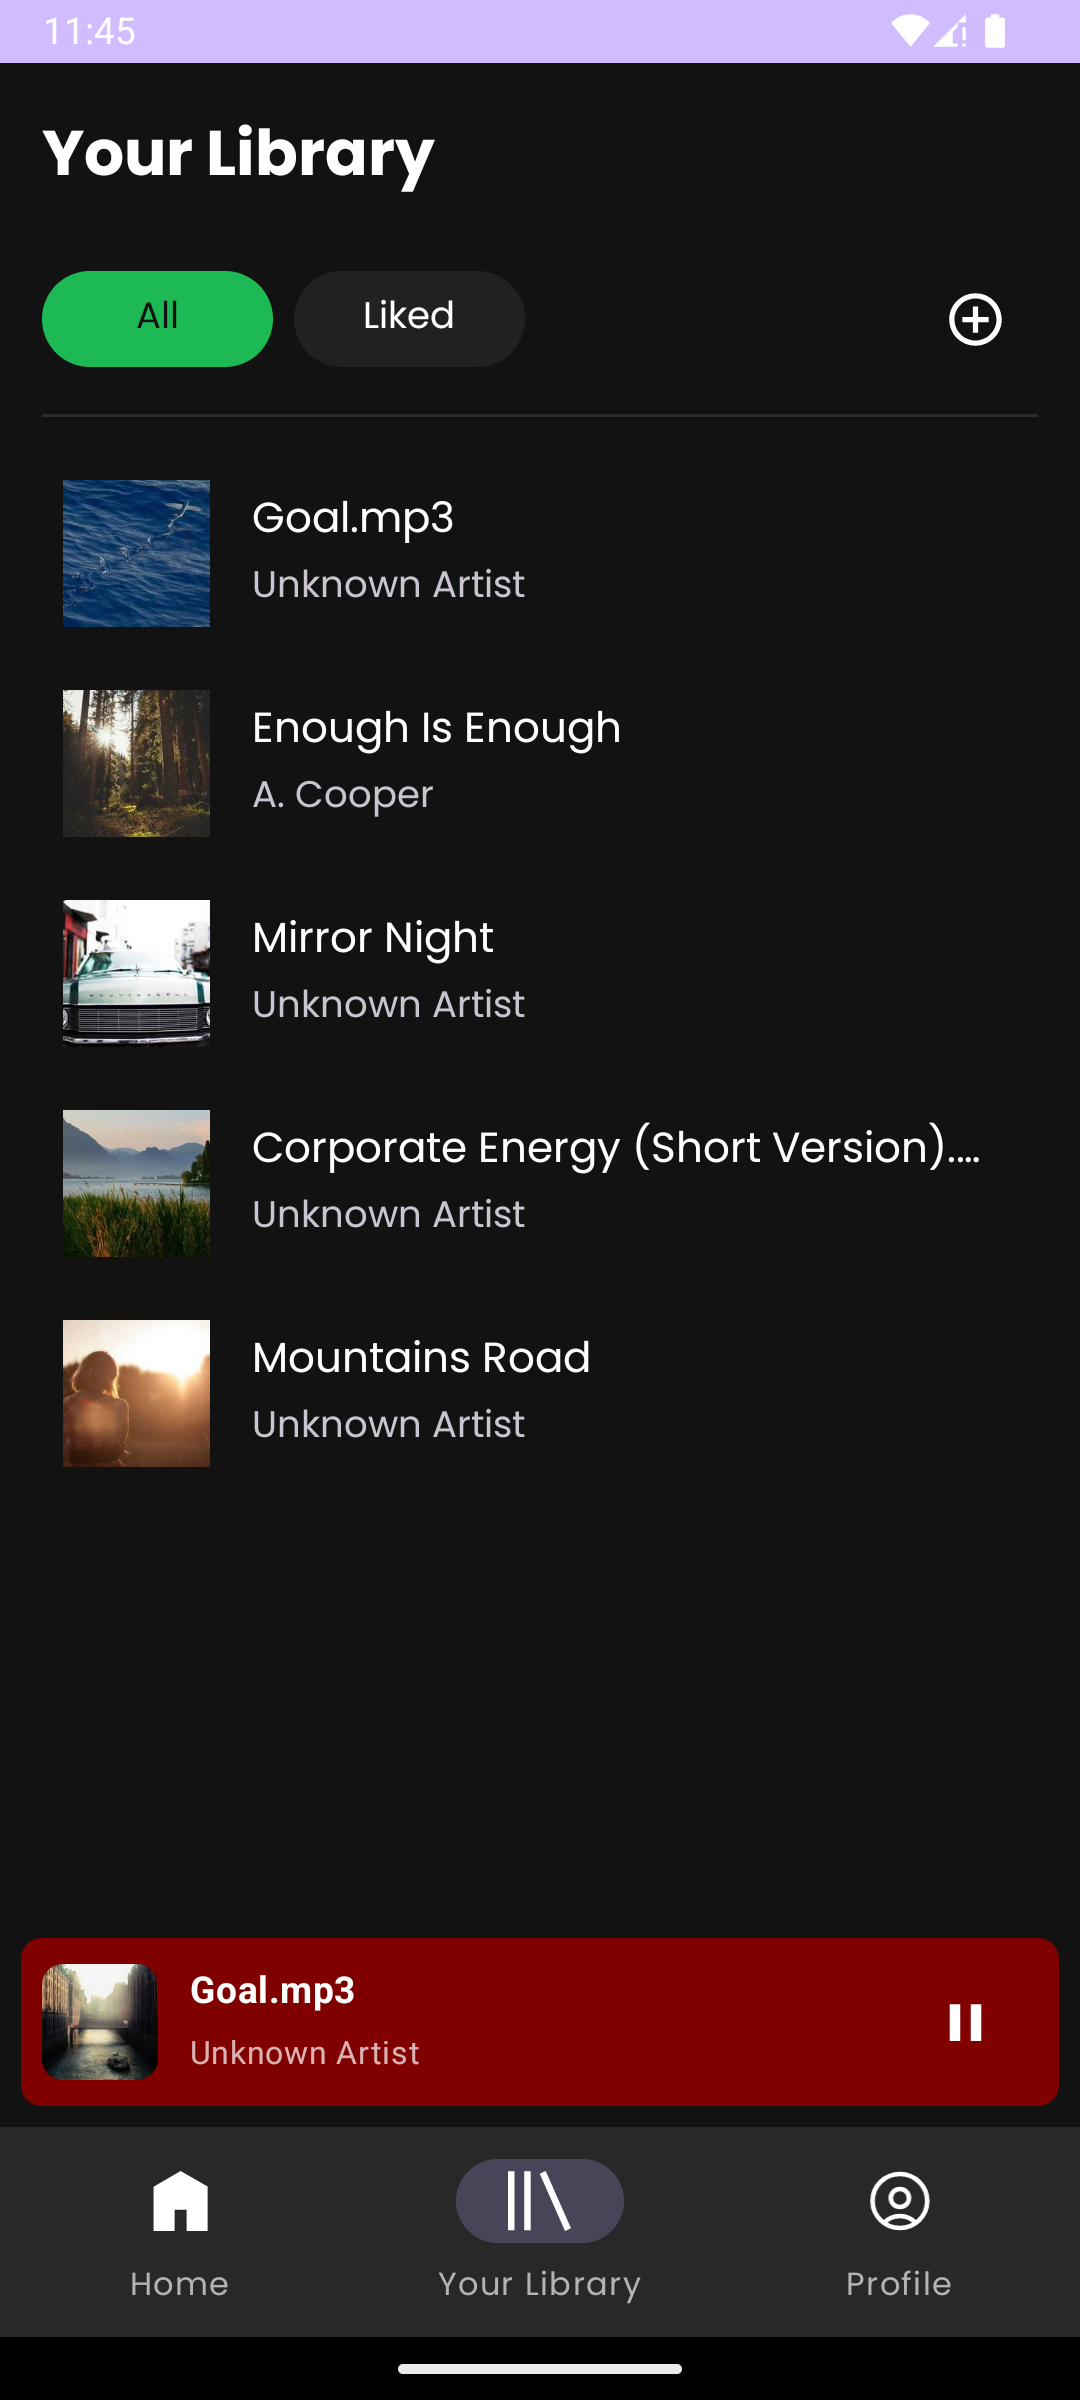 11:45
Your Library
All
Liked
Goal.mp3
Unknown Artist
Enough Is Enough
A. Cooper
Mirror Night
Unknown Artist
Corporate Energy (Short Version)....
Unknown Artist
Mountains Road
Unknown Artist
Goal.mp3
Unknown Artist
Home
Your Library
Profile